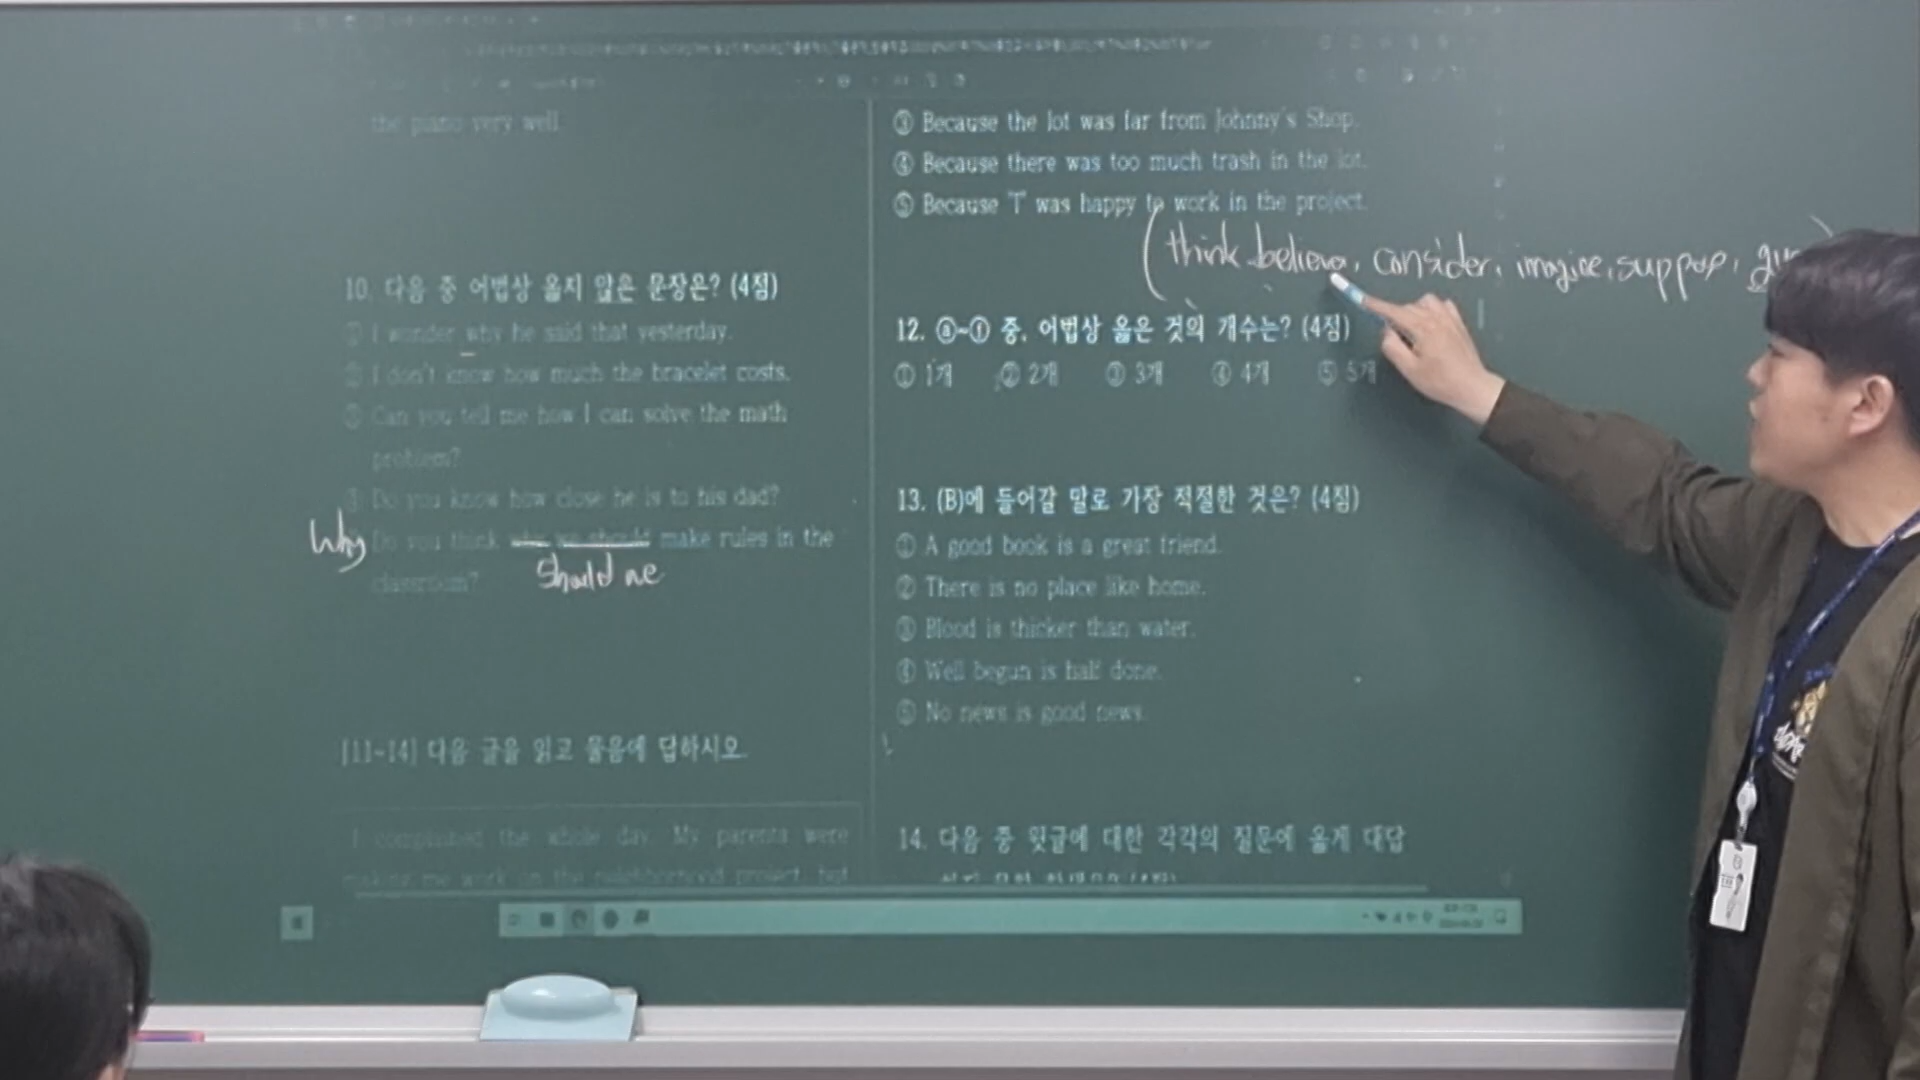 the piano very well
10. 다음 중 어법상 옳지 않은 문장은? (4점)
① I wonder why he said that yesterday.
② I don't know how much the bracelet costs.
③ Can you tell me how I can solve the math
problem?
④ Do you know how close he is to his dad?
Why
Do you think why we should make rules in the
classroom?
should we
[11~14] 다음 글을 읽고 물음에 답하시오.
I complained the whole day. My parents were
making me work on the neighborhood project, but
③ Because the lot was far from Johnny's Shop.
④ Because there was too much trash in the lot.
⑤ Because 'I' was happy to work in the project.
(think believe, consider, imagine, suppose,
12. ⓐ~ⓕ 중, 어법상 옳은 것의 개수는? (4점)
① 1개 ② 2개 ③ 3개 ④ 4개 ⑤ 5개
13. (B)에 들어갈 말로 가장 적절한 것은? (4점)
① A good book is a great friend.
② There is no place like home.
③ Blood is thicker than water.
④ Well begun is half done.
⑤ No news is good news.
14. 다음 중 윗글에 대한 각각의 질문에 옳게 대답